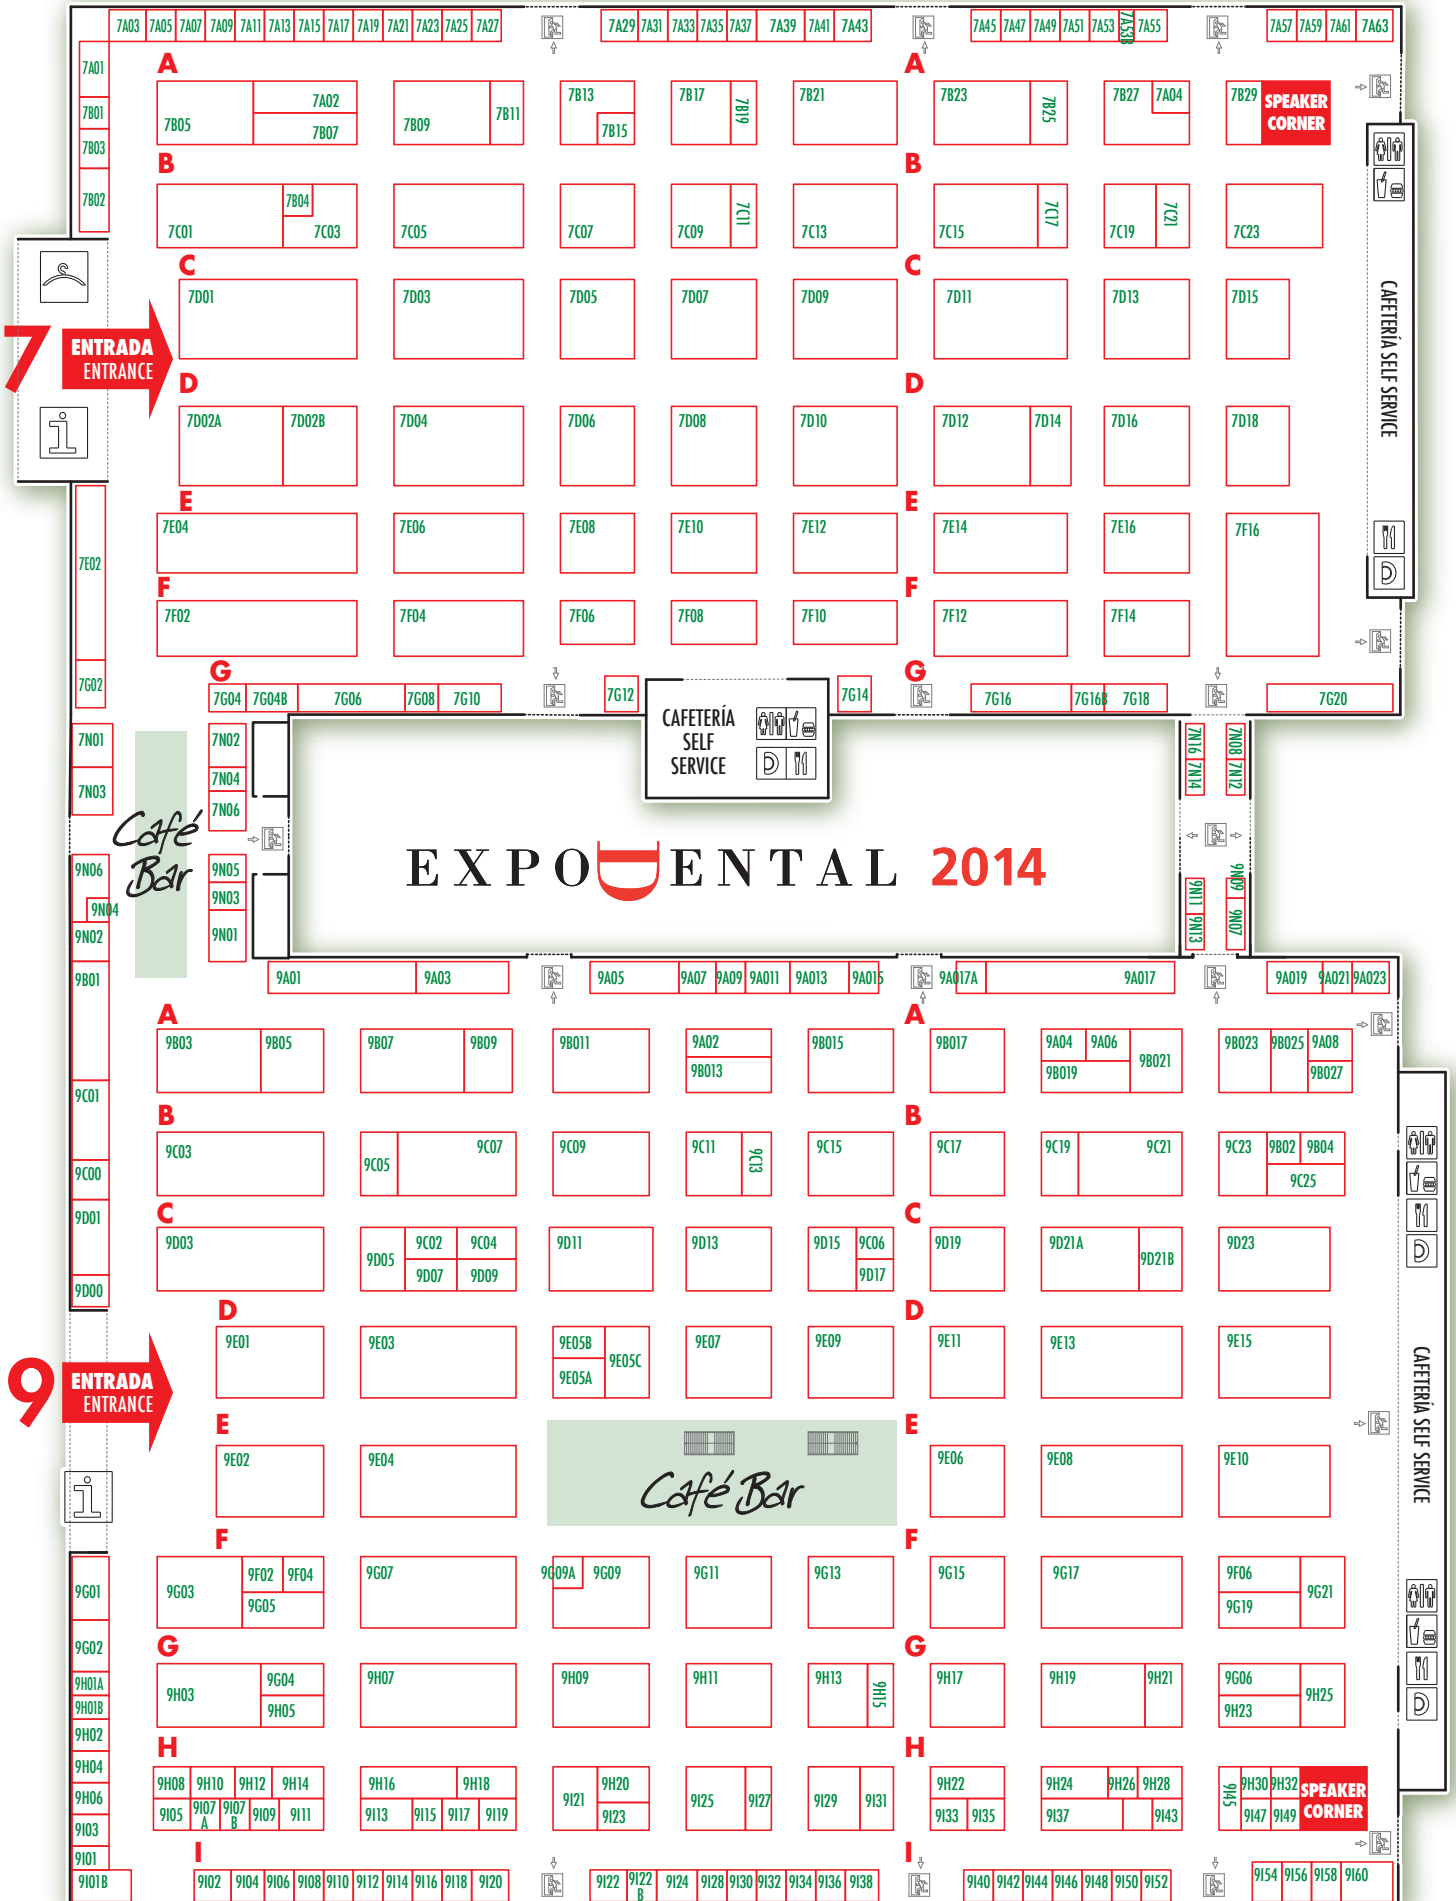 7A03 7A05 7A07 7A09 7A11 7A13 7A15 7A17 7A19 7A21 7A23 7A25 7A27 7A29 7A31 7A33 7A35 7A37 7A39 7A41 7A43 7A45 7A47 7A49 7A51 7A53 7A53B 7A55 7A57 7A59 7A61 7A63
7A01
A A
7B01
7B03
7B02
7B05 7A02 7B07 7B09 7B11 7B13 7B15 7B17 7B19 7B21 7B23 7B25 7B27 7A04 7B29
SPEAKER
CORNER
B B
7C01 7B04 7C03 7C05 7C07 7C09 7C11 7C13 7C15 7C17 7C19 7C21 7C23
C C
7D01 7D03 7D05 7D07 7D09 7D11 7D13 7D15
7
ENTRADA
ENTRANCE
CAFETERÍA SELF SERVICE
D D
7D02A 7D02B 7D04 7D06 7D08 7D10 7D12 7D14 7D16 7D18
i
E E
7E02
7E04 7E06 7E08 7E10 7E12 7E14 7E16 7F16
F F
7F02 7F04 7F06 7F08 7F10 7F12 7F14
7G02
G G
7G04 7G04B 7G06 7G08 7G10 7G12 7G14 7G16 7G16B 7G18 7G20
CAFETERÍA
SELF
SERVICE
7N01 7N02
7N03 7N04
7N06
7N16 7N08
7N14 7N12
Café
Bar
EXPODENTAL 2014
9N06 9N05
9N04 9N03
9N02 9N01
9N11 9N09
9N13 9N07
9B01
9A01 9A03 9A05 9A07 9A09 9A011 9A013 9A015 9A017A 9A017 9A019 9A021 9A023
A A
9B03 9B05 9B07 9B09 9B011 9A02 9B013 9B015 9B017 9A04 9A06 9B019 9B021 9B023 9B025 9A08 9B027
9C01
B B
9C03 9C05 9C07 9C09 9C11 9C13 9C15 9C17 9C19 9C21 9C23 9B02 9B04 9C25
9C00
9D01
C C
9D03 9D05 9C02 9C04 9D07 9D09 9D11 9D13 9D15 9C06 9D17 9D19 9D21A 9D21B 9D23
9D00
D D
9E01 9E03 9E05B 9E05A 9E05C 9E07 9E09 9E11 9E13 9E15
9
ENTRADA
ENTRANCE
CAFETERÍA SELF SERVICE
E E
9E02 9E04 9E06 9E08 9E10
Café Bar
i
F F
9G01
9G03 9F02 9F04 9G05 9G07 9G09A 9G09 9G11 9G13 9G15 9G17 9F06 9G19 9G21
9G02
G G
9H01A
9H01B
9H02
9H03 9G04 9H05 9H07 9H09 9H11 9H13 9H15 9H17 9H19 9H21 9G06 9H23 9H25
H H
9H04
9H06
9I03
9I01
9I01B
9H08 9H10 9H12 9H14 9H16 9H18 9H20 9H22 9H24 9H26 9H28 9H30 9H32
9I05 9I07A 9I07B 9I09 9I11 9I13 9I15 9I17 9I19 9I21 9I23 9I25 9I27 9I29 9I31 9I33 9I35 9I37 9I43 9I45 9I47 9I49
SPEAKER
CORNER
I I
9I02 9I04 9I06 9I08 9I10 9I12 9I14 9I16 9I18 9I20 9I22 9I22B 9I24 9I28 9I30 9I32 9I34 9I36 9I38 9I40 9I42 9I44 9I46 9I48 9I50 9I52 9I54 9I56 9I58 9I60